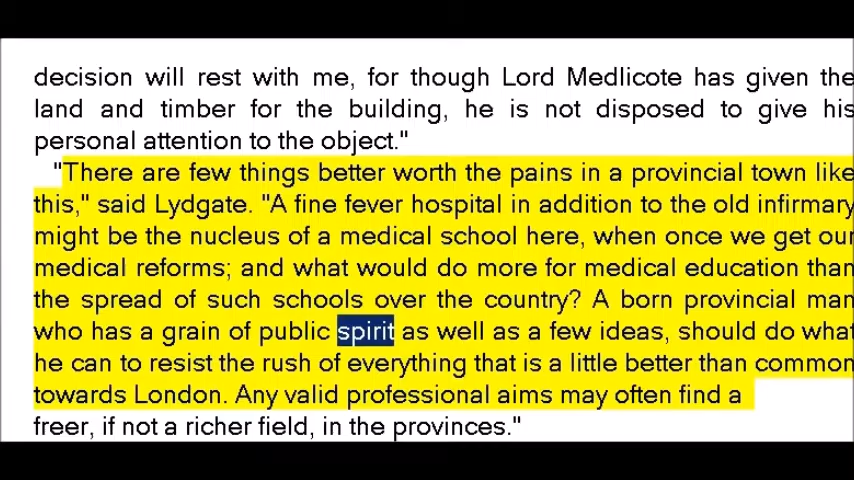 decision will rest with me, for though Lord Medlicote has given the
land and timber for the building, he is not disposed to give his
personal attention to the object."
"There are few things better worth the pains in a provincial town like
this," said Lydgate. "A fine fever hospital in addition to the old infirmary
might be the nucleus of a medical school here, when once we get our
medical reforms; and what would do more for medical education than
the spread of such schools over the country? A born provincial man
who has a grain of public spirit as well as a few ideas, should do what
he can to resist the rush of everything that is a little better than common
towards London. Any valid professional aims may often find a
freer, if not a richer field, in the provinces."